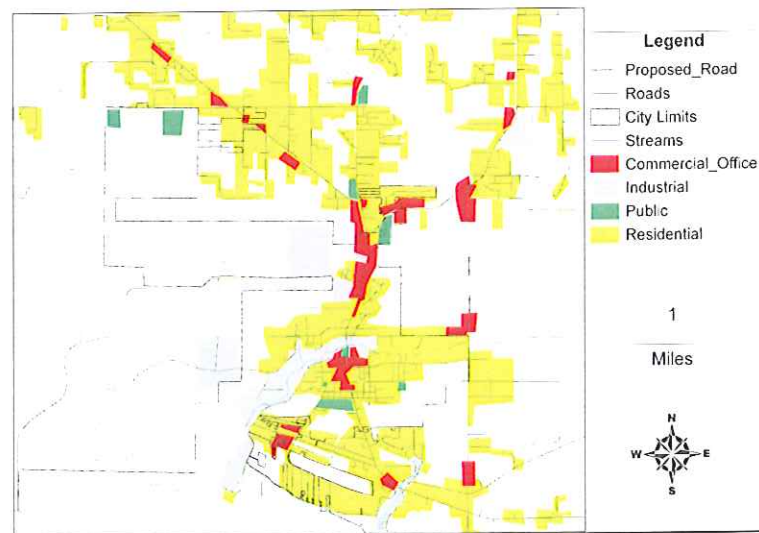 Legend
Proposed_Road
Roads
City Limits
Streams
Commercial_Office
Industrial
Public
Residential
1
Miles
N
W E
S